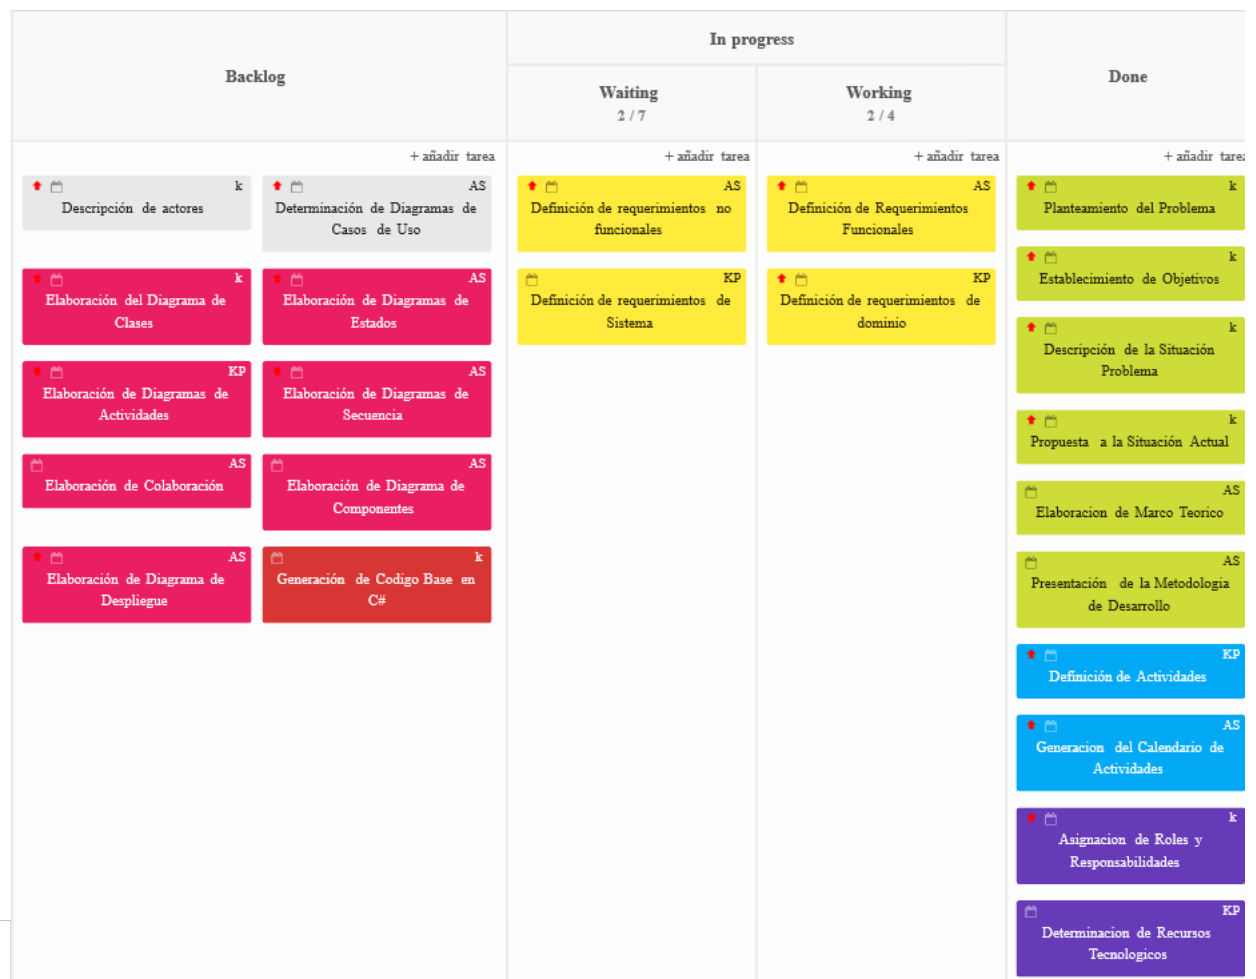 Backlog
In progress
Waiting
2 / 7
Working
2 / 4
Done
+ añadir tarea
k
Descripción de actores
AS
Determinación de Diagramas de
Casos de Uso
k
Elaboración del Diagrama de
Clases
AS
Elaboración de Diagramas de
Estados
KP
Elaboración de Diagramas de
Actividades
AS
Elaboración de Diagramas de
Secuencia
AS
Elaboración de Colaboración
AS
Elaboración de Diagrama de
Componentes
AS
Elaboración de Diagrama de
Despliegue
k
Generación de Codigo Base en
C#
+ añadir tarea
AS
Definición de requerimientos no
funcionales
KP
Definición de requerimientos de
Sistema
+ añadir tarea
AS
Definición de Requerimientos
Funcionales
KP
Definición de requerimientos de
dominio
+ añadir tarea
k
Planteamiento del Problema
k
Establecimiento de Objetivos
k
Descripción de la Situación
Problema
k
Propuesta a la Situación Actual
AS
Elaboracion de Marco Teorico
AS
Presentación de la Metodologia
de Desarrollo
KP
Definición de Actividades
AS
Generacion del Calendario de
Actividades
k
Asignacion de Roles y
Responsabilidades
KP
Determinacion de Recursos
Tecnologicos